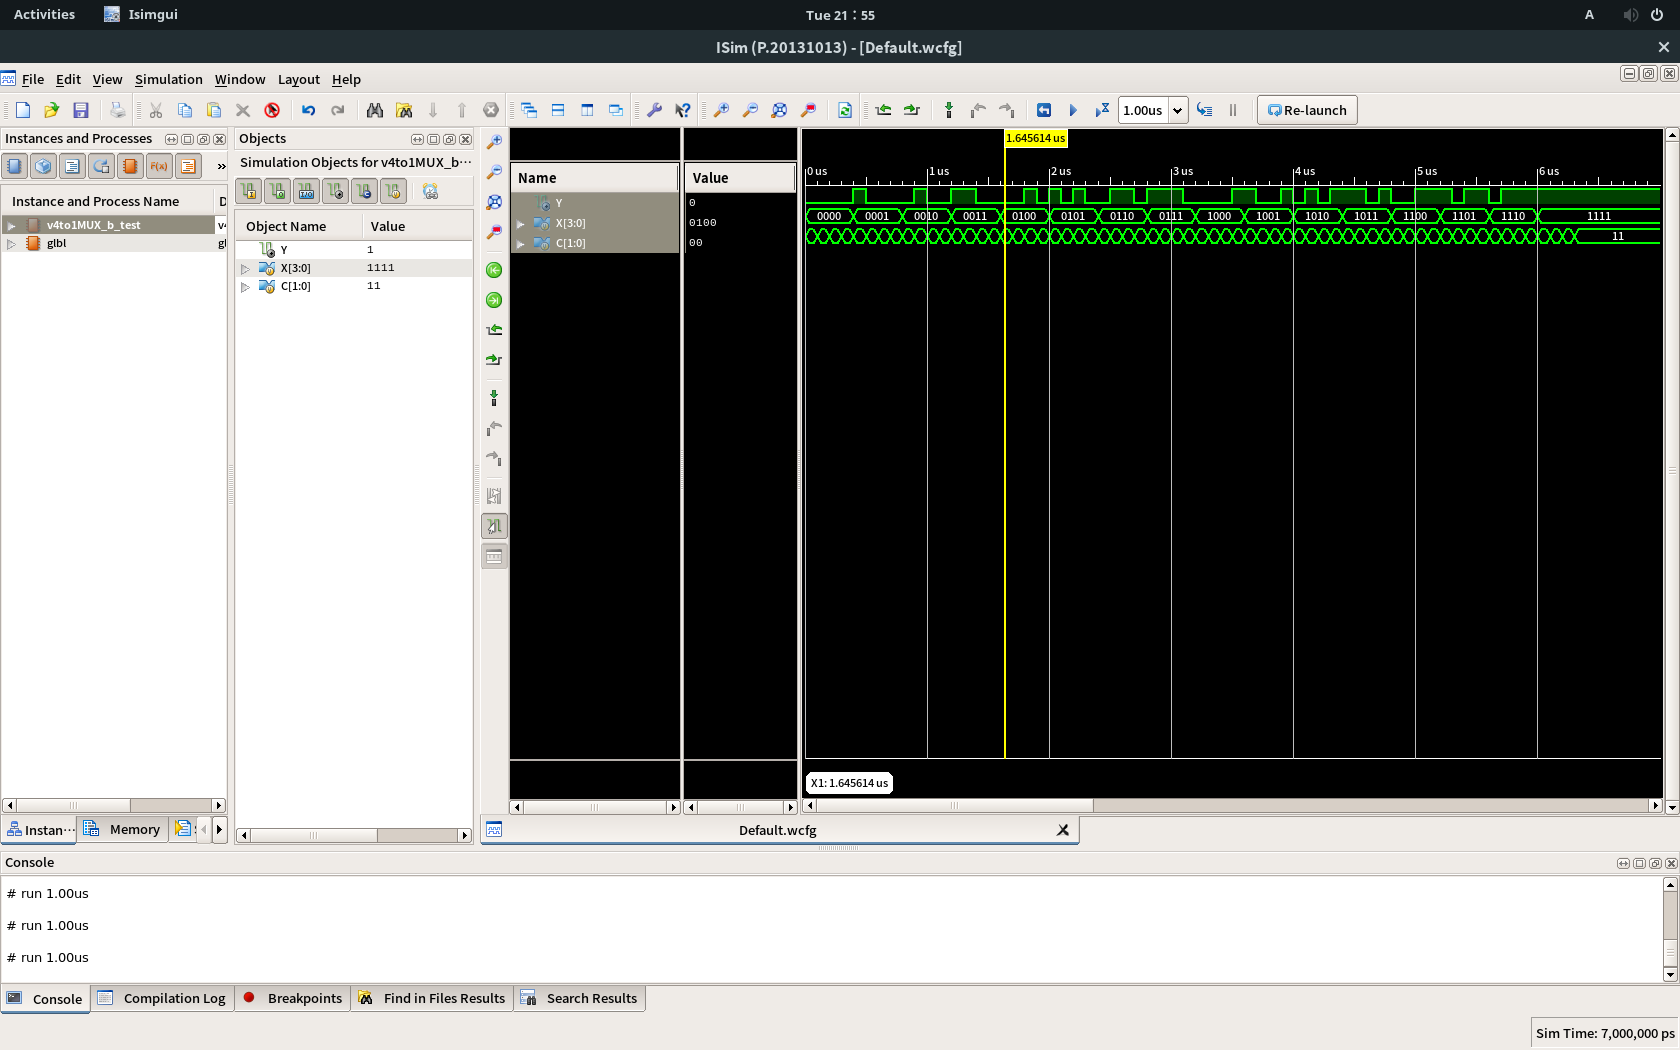 Activities Isimgui Tue 21:55 A
ISim (P.20131013) - [Default.wcfg]
File Edit View Simulation Window Layout Help
1.00us Re-launch
Instances and Processes
Objects
Simulation Objects for v4to1MUX_b...
Instance and Process Name D
v4to1MUX_b_test
glbl gl
Object Name Value
Y 1
X[3:0] 1111
C[1:0] 11
Name Value
Y 0
X[3:0] 0100
C[1:0] 00
1.645614 us
0 us 1 us 2 us 3 us 4 us 5 us 6 us
0000 0001 0010 0011 0100 0101 0110 0111 1000 1001 1010 1011 1100 1101 1110 1111
11
X1: 1.645614 us
Instan... Memory
Default.wcfg
Console
# run 1.00us
# run 1.00us
# run 1.00us
Console Compilation Log Breakpoints Find in Files Results Search Results
Sim Time: 7,000,000 ps